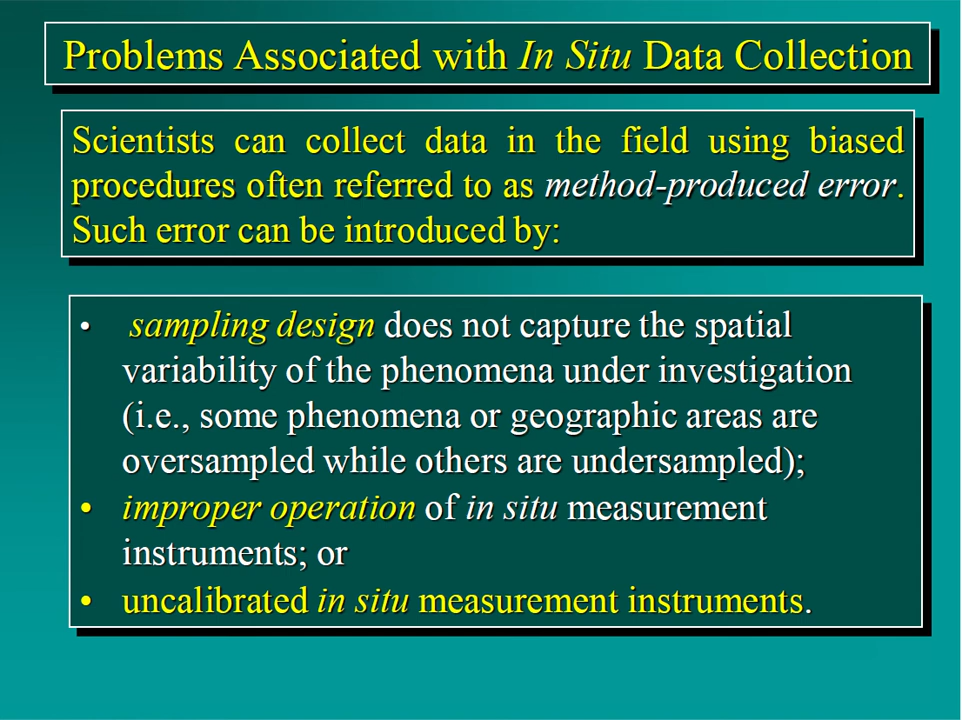 Problems Associated with In Situ Data Collection
Scientists can collect data in the field using biased
procedures often referred to as method-produced error.
Such error can be introduced by:
• sampling design does not capture the spatial
variability of the phenomena under investigation
(i.e., some phenomena or geographic areas are
oversampled while others are undersampled);
• improper operation of in situ measurement
instruments; or
• uncalibrated in situ measurement instruments.